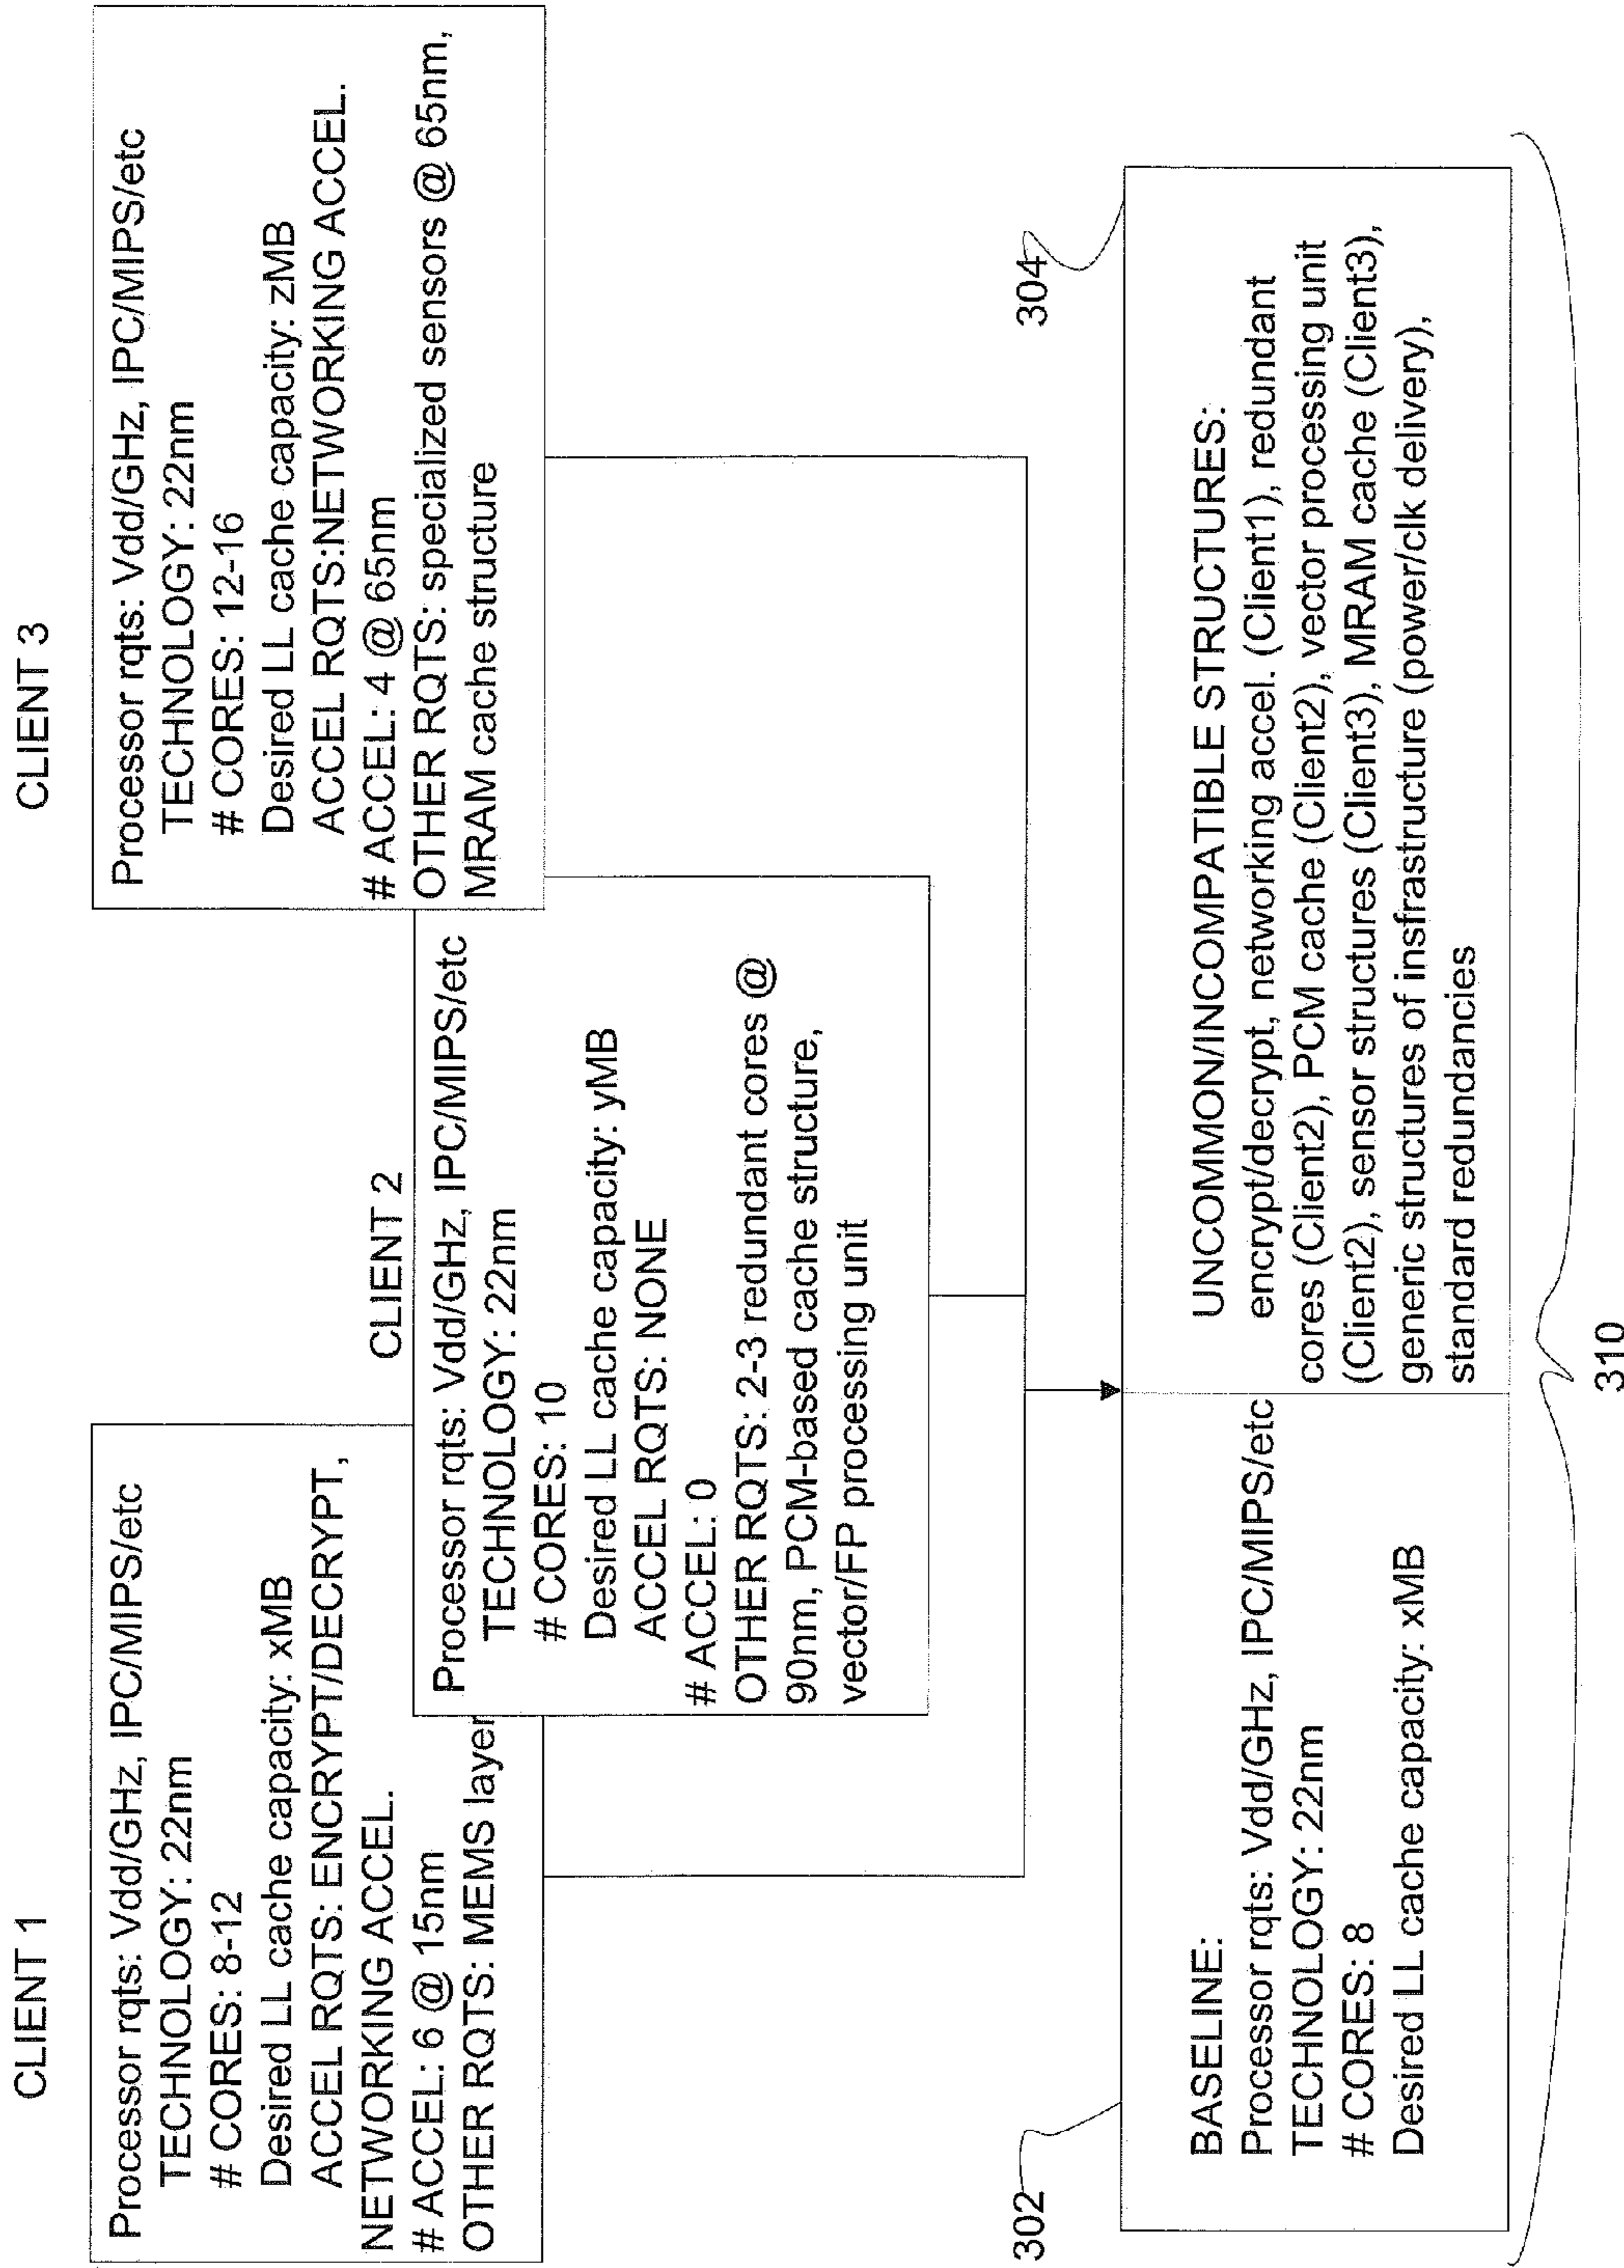 CLIENT 1
Processor rqts: Vdd/GHz, IPC/MIPS/etc
TECHNOLOGY: 22nm
# CORES: 8-12
Desired LL cache capacity: xMB
ACCEL RQTS: ENCRYPT/DECRYPT,
NETWORKING ACCEL.
# ACCEL: 6 @ 15nm
OTHER RQTS: MEMS layer
CLIENT 2
Processor rqts: Vdd/GHz, IPC/MIPS/etc
TECHNOLOGY: 22nm
# CORES: 10
Desired LL cache capacity: yMB
ACCEL RQTS: NONE
# ACCEL: 0
OTHER RQTS: 2-3 redundant cores @
90nm, PCM-based cache structure,
vector/FP processing unit
CLIENT 3
Processor rqts: Vdd/GHz, IPC/MIPS/etc
TECHNOLOGY: 22nm
# CORES: 12-16
Desired LL cache capacity: zMB
ACCEL RQTS:NETWORKING ACCEL.
# ACCEL: 4 @ 65nm
OTHER RQTS: specialized sensors @ 65nm,
MRAM cache structure
302
BASELINE:
Processor rqts: Vdd/GHz, IPC/MIPS/etc
TECHNOLOGY: 22nm
# CORES: 8
Desired LL cache capacity: xMB
304
UNCOMMON/INCOMPATIBLE STRUCTURES:
encrypt/decrypt, networking accel. (Client1), redundant
cores (Client2), PCM cache (Client2), vector processing unit
(Client2), sensor structures (Client3), MRAM cache (Client3),
generic structures of insfrastructure (power/clk delivery),
standard redundancies
310